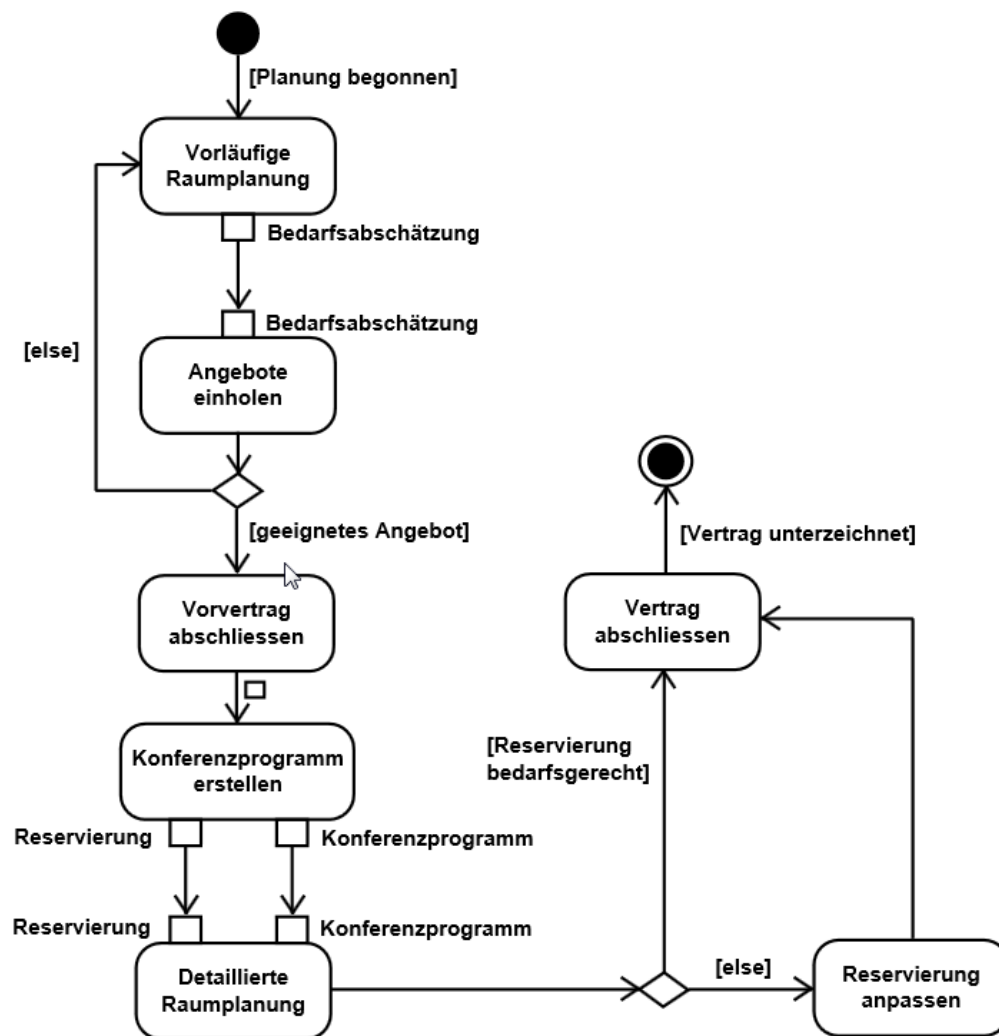 [Planung begonnen]
Vorläufige
Raumplanung
Bedarfsabschätzung
Bedarfsabschätzung
[else]
Angebote
einholen
[geeignetes Angebot]
Vorvertrag
abschliessen
Konferenzprogramm
erstellen
Reservierung
Konferenzprogramm
Reservierung
Konferenzprogramm
Detaillierte
Raumplanung
[Vertrag unterzeichnet]
Vertrag
abschliessen
[Reservierung
bedarfsgerecht]
[else]
Reservierung
anpassen